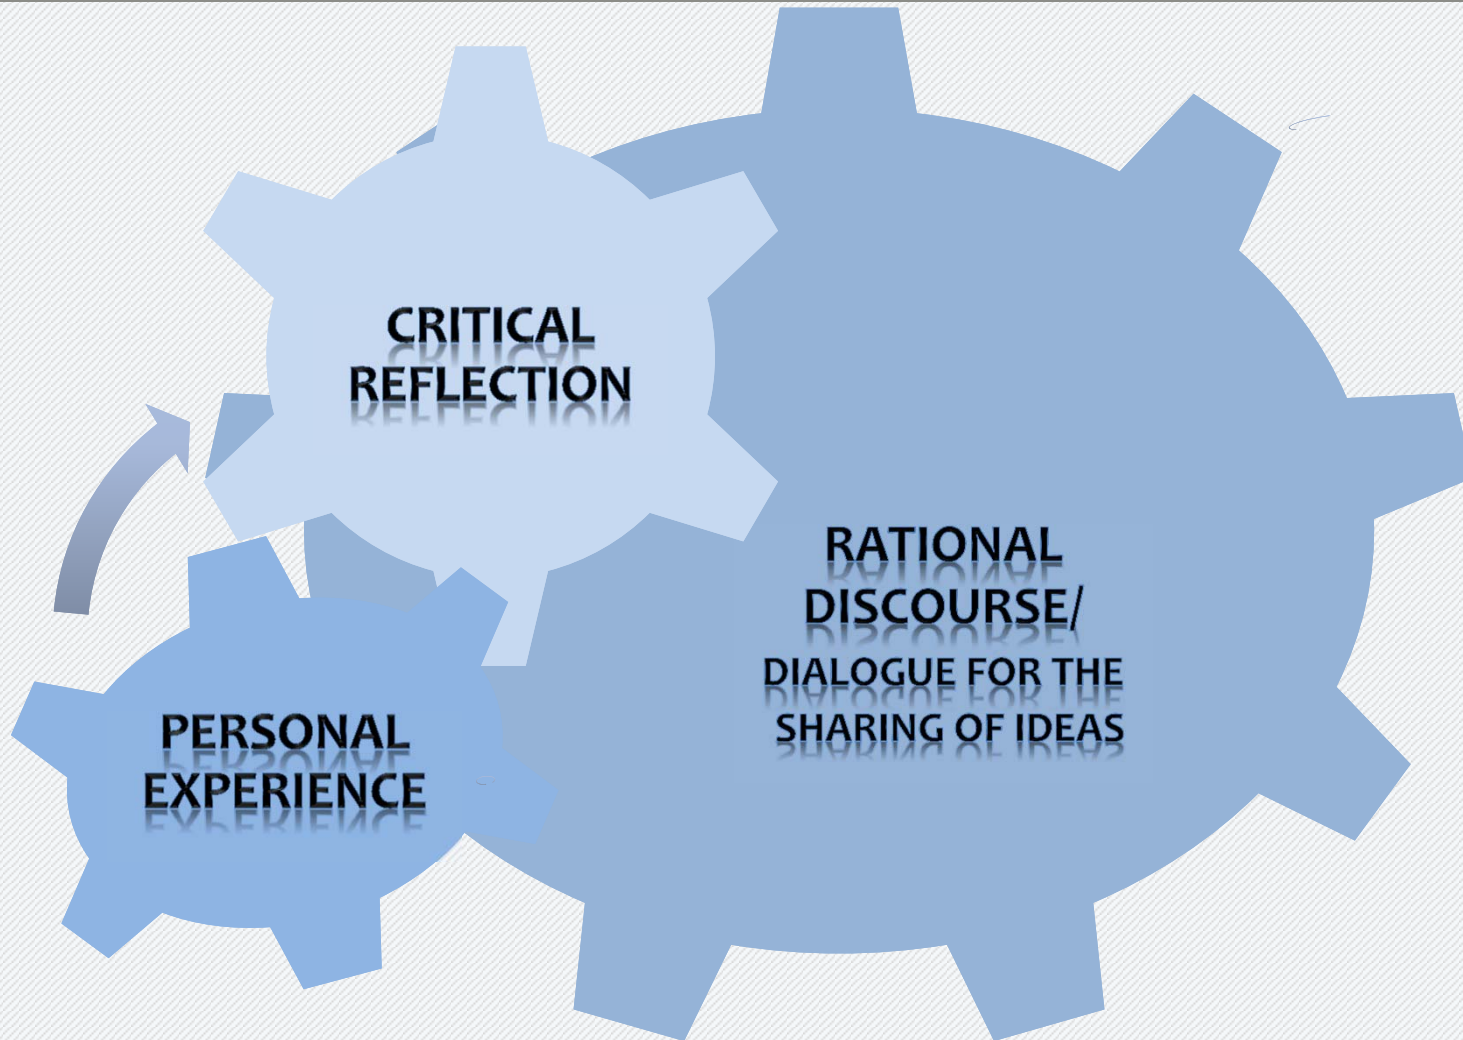 CRITICAL
REFLECTION
RATIONAL
DISCOURSE/
DIALOGUE FOR THE
SHARING OF IDEAS
PERSONAL
EXPERIENCE